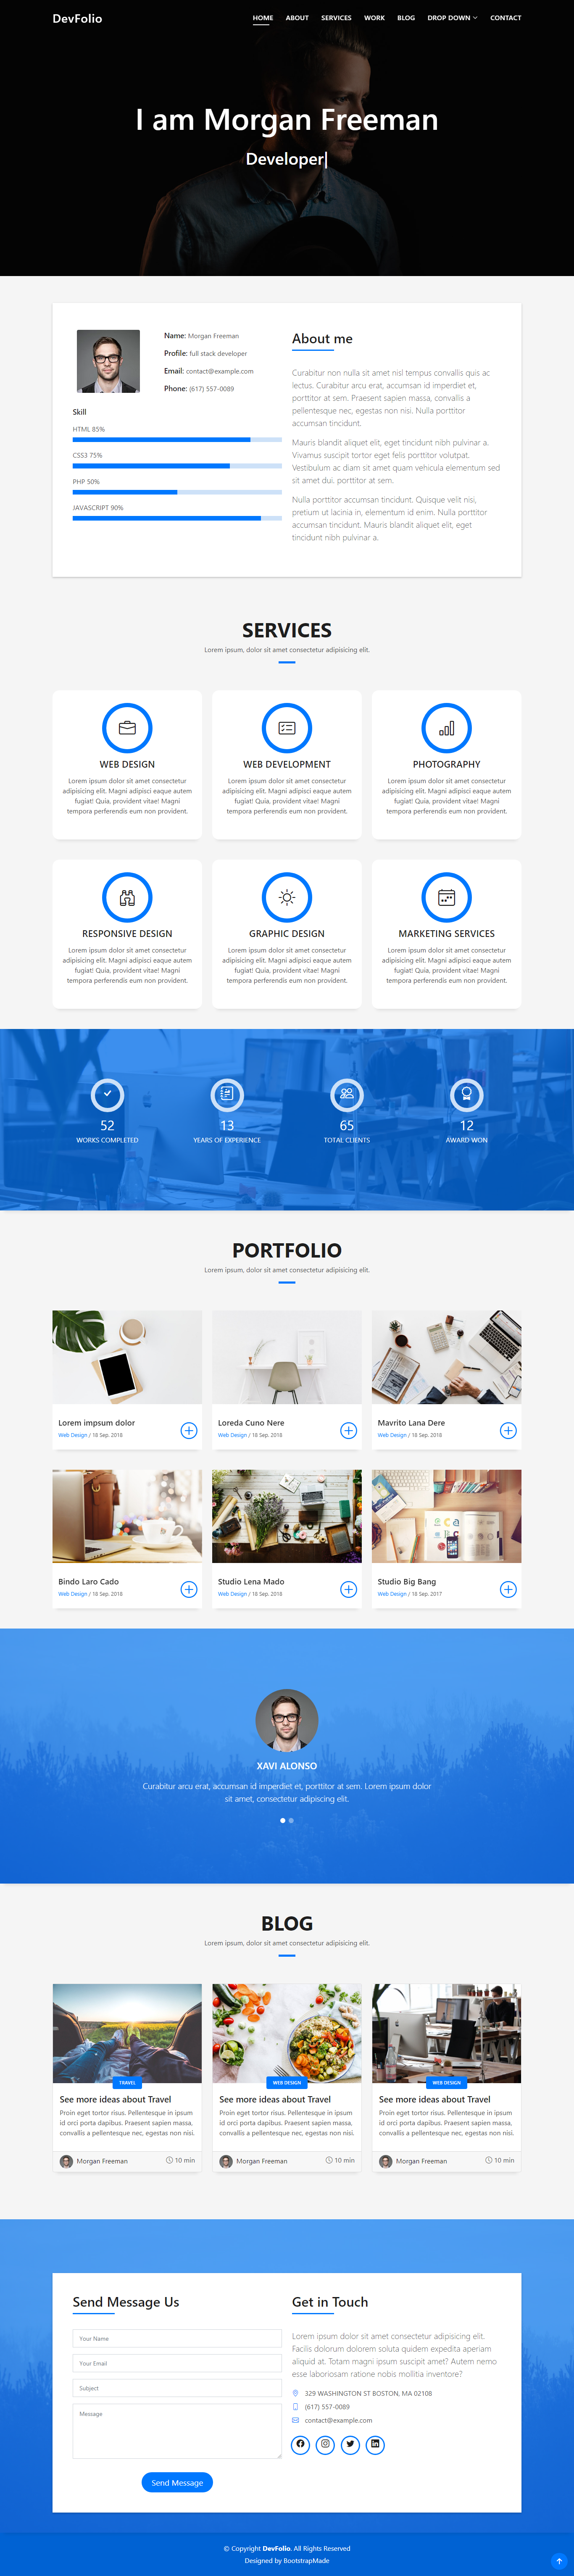 DevFolio
HOME ABOUT SERVICES WORK BLOG DROP DOWN CONTACT
I am Morgan Freeman
Developer|
Name: Morgan Freeman
Profile: full stack developer
Email: contact@example.com
Phone: (617) 557-0089
Skill
HTML 85%
CSS3 75%
PHP 50%
JAVASCRIPT 90%
About me
Curabitur non nulla sit amet nisl tempus convallis quis ac
lectus. Curabitur arcu erat, accumsan id imperdiet et,
porttitor at sem. Praesent sapien massa, convallis a
pellentesque nec, egestas non nisi. Nulla porttitor
accumsan tincidunt.
Mauris blandit aliquet elit, eget tincidunt nibh pulvinar a.
Vivamus suscipit tortor eget felis porttitor volutpat.
Vestibulum ac diam sit amet quam vehicula elementum sed
sit amet dui. porttitor at sem.
Nulla porttitor accumsan tincidunt. Quisque velit nisi,
pretium ut lacinia in, elementum id enim. Nulla porttitor
accumsan tincidunt. Mauris blandit aliquet elit, eget
tincidunt nibh pulvinar a.
SERVICES
Lorem ipsum, dolor sit amet consectetur adipisicing elit.
WEB DESIGN
Lorem ipsum dolor sit amet consectetur
adipisicing elit. Magni adipisci eaque autem
fugiat! Quia, provident vitae! Magni
tempora perferendis eum non provident.
WEB DEVELOPMENT
Lorem ipsum dolor sit amet consectetur
adipisicing elit. Magni adipisci eaque autem
fugiat! Quia, provident vitae! Magni
tempora perferendis eum non provident.
PHOTOGRAPHY
Lorem ipsum dolor sit amet consectetur
adipisicing elit. Magni adipisci eaque autem
fugiat! Quia, provident vitae! Magni
tempora perferendis eum non provident.
RESPONSIVE DESIGN
Lorem ipsum dolor sit amet consectetur
adipisicing elit. Magni adipisci eaque autem
fugiat! Quia, provident vitae! Magni
tempora perferendis eum non provident.
GRAPHIC DESIGN
Lorem ipsum dolor sit amet consectetur
adipisicing elit. Magni adipisci eaque autem
fugiat! Quia, provident vitae! Magni
tempora perferendis eum non provident.
MARKETING SERVICES
Lorem ipsum dolor sit amet consectetur
adipisicing elit. Magni adipisci eaque autem
fugiat! Quia, provident vitae! Magni
tempora perferendis eum non provident.
52
WORKS COMPLETED
13
YEARS OF EXPERIENCE
65
TOTAL CLIENTS
12
AWARD WON
PORTFOLIO
Lorem ipsum, dolor sit amet consectetur adipisicing elit.
Lorem impsum dolor
Web Design / 18 Sep. 2018
Loreda Cuno Nere
Web Design / 18 Sep. 2018
Mavrito Lana Dere
Web Design / 18 Sep. 2018
Bindo Laro Cado
Web Design / 18 Sep. 2018
Studio Lena Mado
Web Design / 18 Sep. 2018
Studio Big Bang
Web Design / 18 Sep. 2017
XAVI ALONSO
Curabitur arcu erat, accumsan id imperdiet et, porttitor at sem. Lorem ipsum dolor
sit amet, consectetur adipiscing elit.
BLOG
Lorem ipsum, dolor sit amet consectetur adipisicing elit.
TRAVEL
See more ideas about Travel
Proin eget tortor risus. Pellentesque in ipsum
id orci porta dapibus. Praesent sapien massa,
convallis a pellentesque nec, egestas non nisi.
Morgan Freeman 10 min
WEB DESIGN
See more ideas about Travel
Proin eget tortor risus. Pellentesque in ipsum
id orci porta dapibus. Praesent sapien massa,
convallis a pellentesque nec, egestas non nisi.
Morgan Freeman 10 min
WEB DESIGN
See more ideas about Travel
Proin eget tortor risus. Pellentesque in ipsum
id orci porta dapibus. Praesent sapien massa,
convallis a pellentesque nec, egestas non nisi.
Morgan Freeman 10 min
Send Message Us
Your Name
Your Email
Subject
Message
Send Message
Get in Touch
Lorem ipsum dolor sit amet consectetur adipisicing elit.
Facilis dolorum dolorem soluta quidem expedita aperiam
aliquid at. Totam magni ipsum suscipit amet? Autem nemo
esse laboriosam ratione nobis mollitia inventore?
329 WASHINGTON ST BOSTON, MA 02108
(617) 557-0089
contact@example.com
© Copyright DevFolio. All Rights Reserved
Designed by BootstrapMade